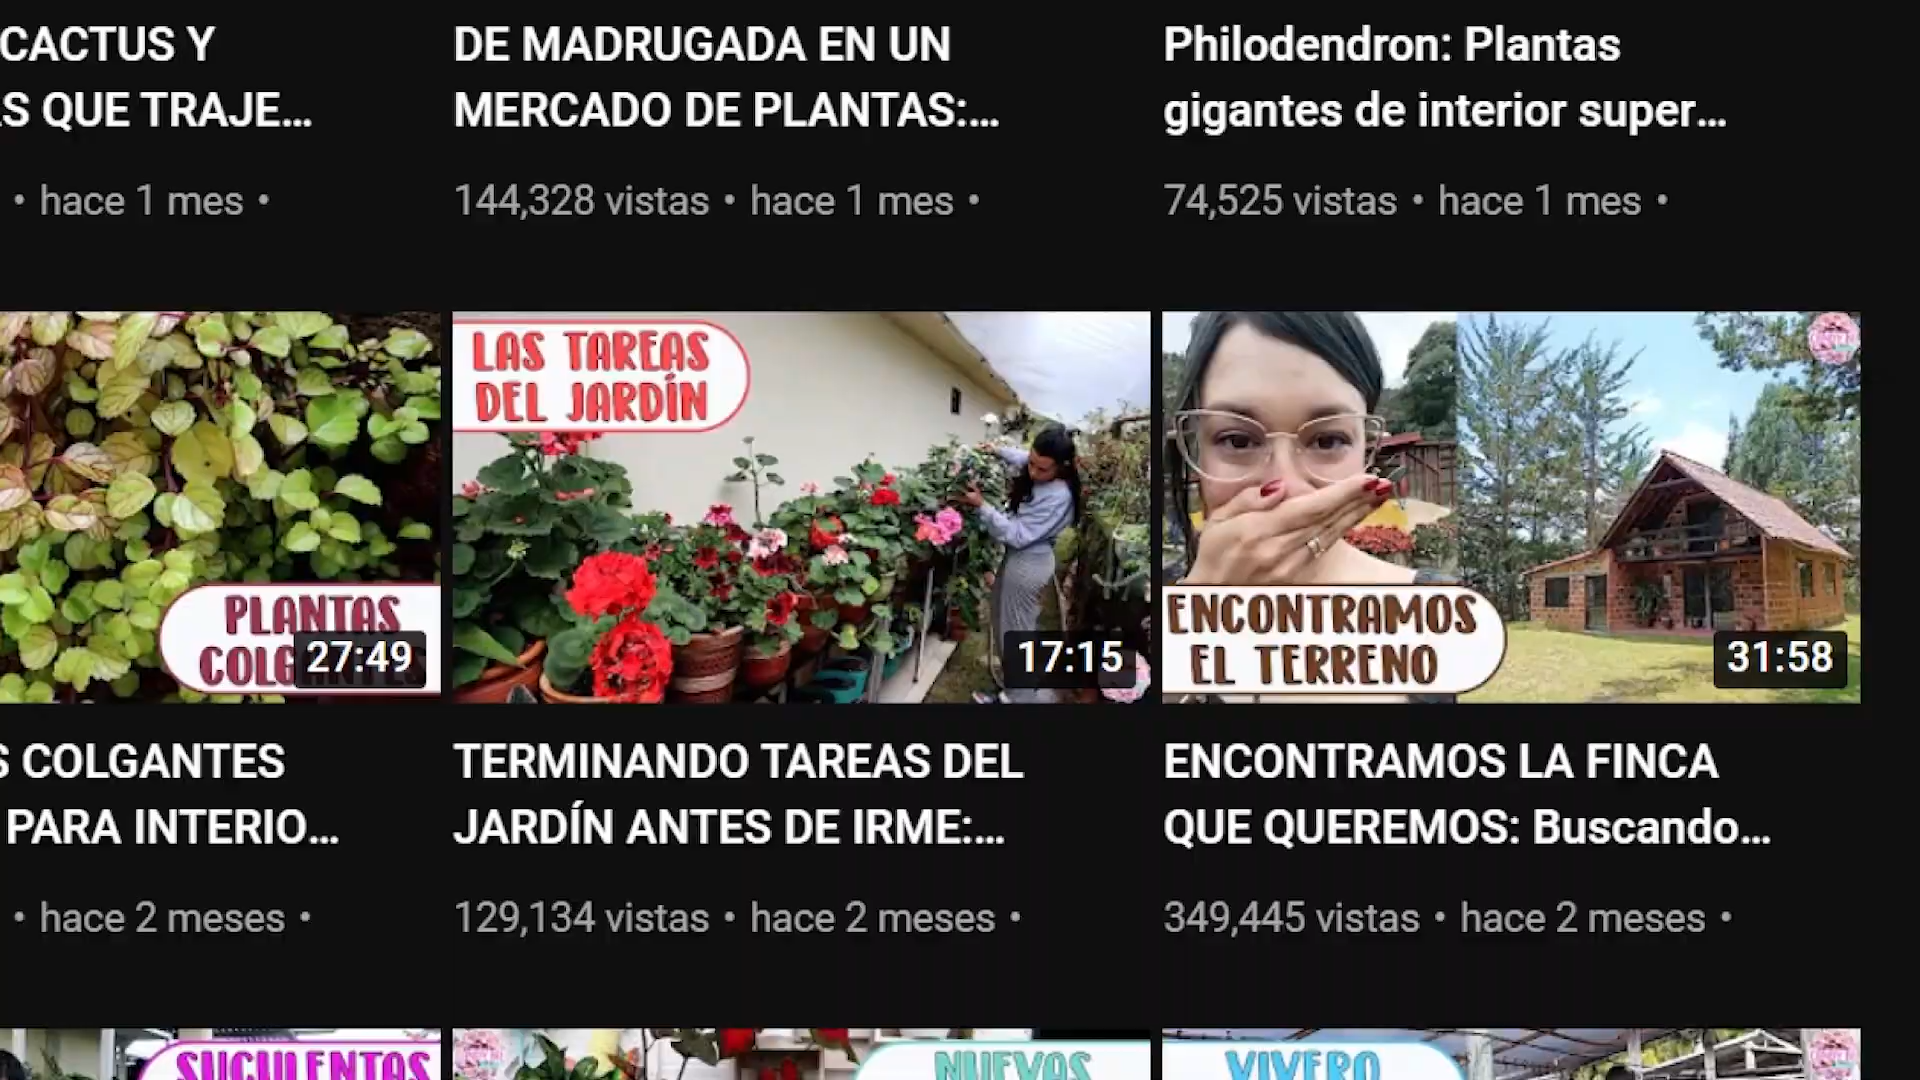 CACTUS Y
QUE TRAJE...
DE MADRUGADA EN UN
MERCADO DE PLANTAS:...
Philodendron: Plantas
gigantes de interior super...
• hace 1 mes •
144,328 vistas • hace 1 mes •
74,525 vistas • hace 1 mes •
PLANTAS
27:49
LAS TAREAS
DEL JARDÍN
17:15
ENCONTRAMOS
EL TERRENO
31:58
COLGANTES
PARA INTERIO...
TERMINANDO TAREAS DEL
JARDÍN ANTES DE IRME:...
ENCONTRAMOS LA FINCA
QUE QUEREMOS: Buscando...
• hace 2 meses •
129,134 vistas • hace 2 meses •
349,445 vistas • hace 2 meses •
SUCULENTAS
NUEVAS
VIVERO